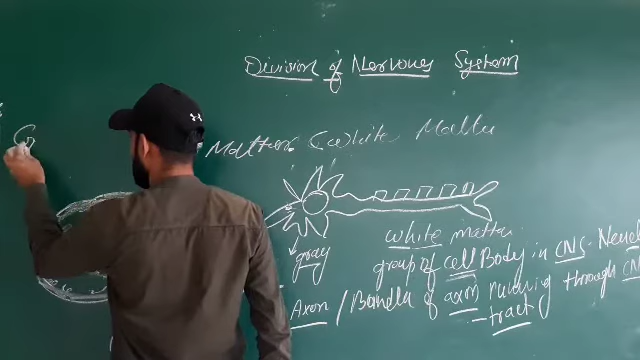 Division of Nervous System
Matter (White Matter
gray
white matter
group of cell Body in CNS-
Axon / Bundle of axon running through CN
- tract